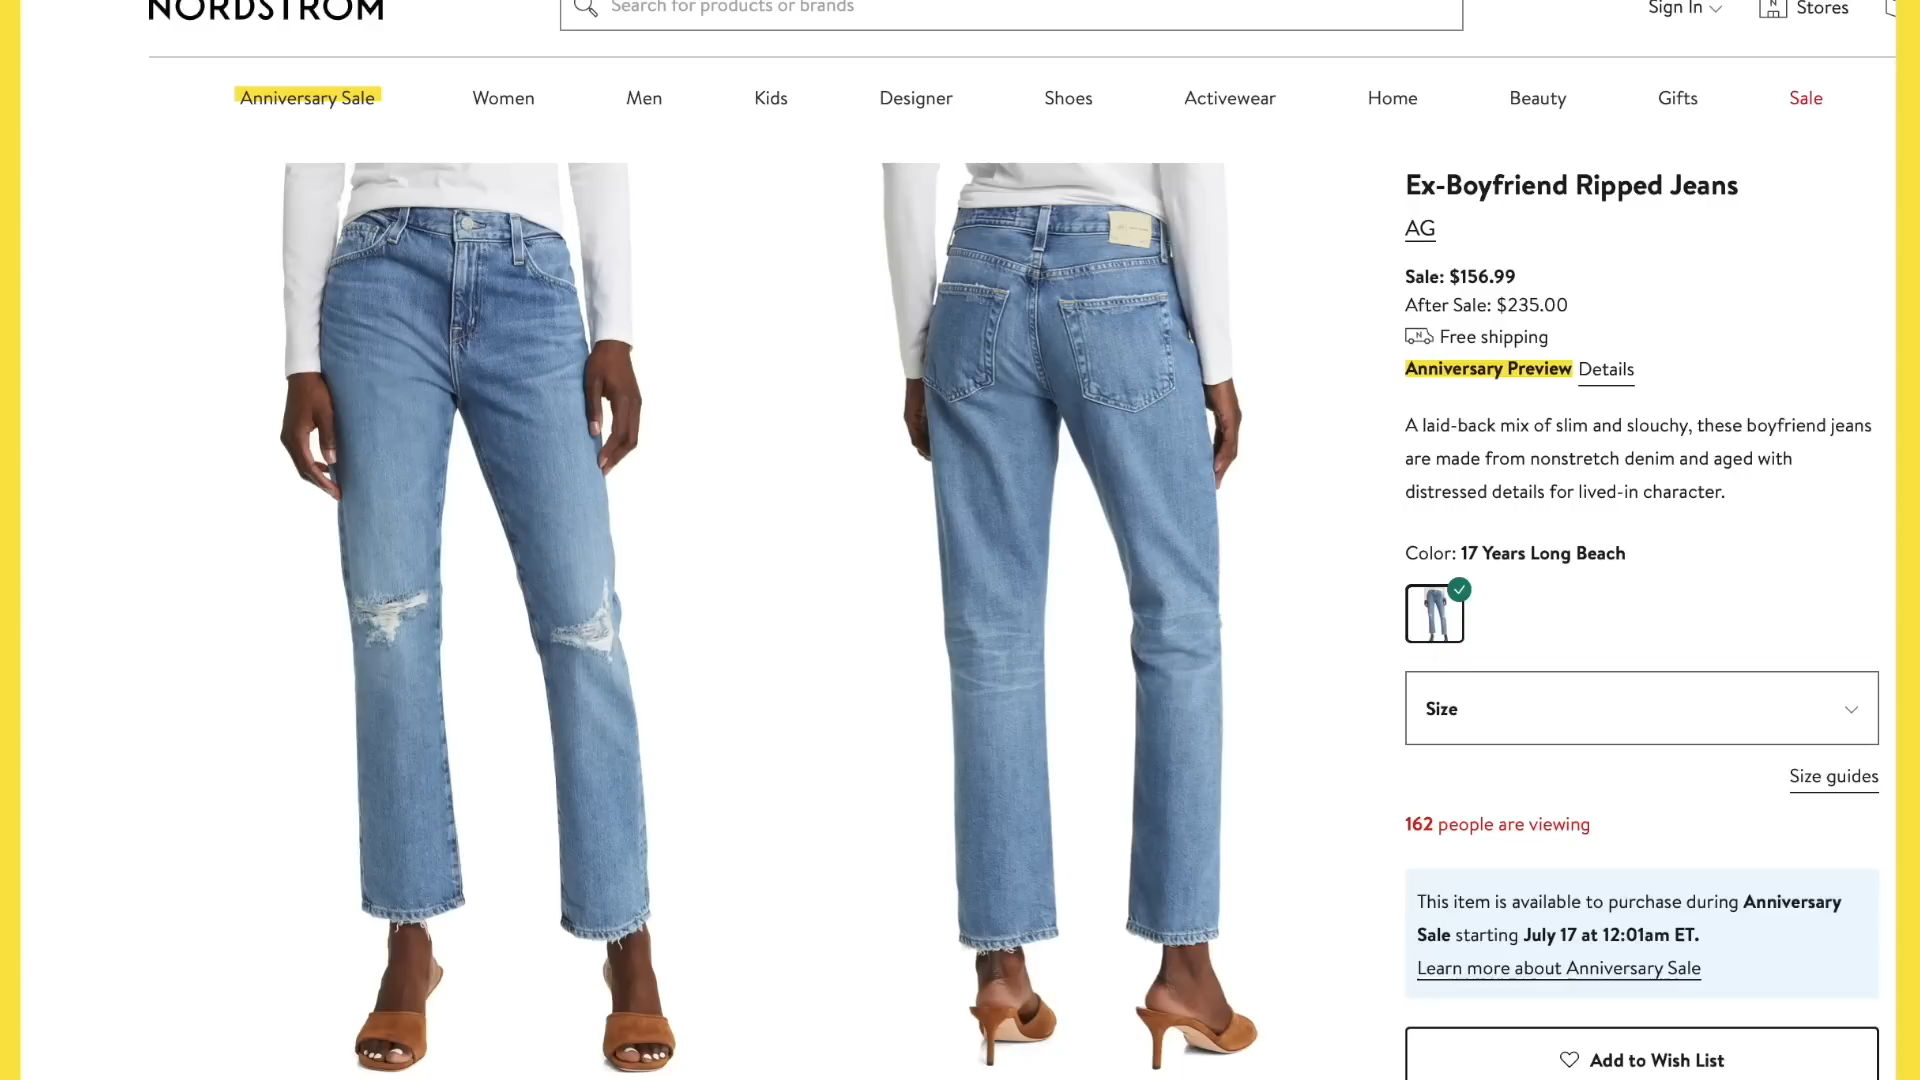 NORDSTROM
Search for products or brands
Sign In
N
Stores
Anniversary Sale
Women
Men
Kids
Designer
Shoes
Activewear
Home
Beauty
Gifts
Sale
Ex-Boyfriend Ripped Jeans
AG
Sale: $156.99
After Sale: $235.00
N Free shipping
Anniversary Preview Details
A laid-back mix of slim and slouchy, these boyfriend jeans
are made from nonstretch denim and aged with
distressed details for lived-in character.
Color: 17 Years Long Beach
Size
Size guides
162 people are viewing
This item is available to purchase during Anniversary
Sale starting July 17 at 12:01am ET.
Learn more about Anniversary Sale
Add to Wish List